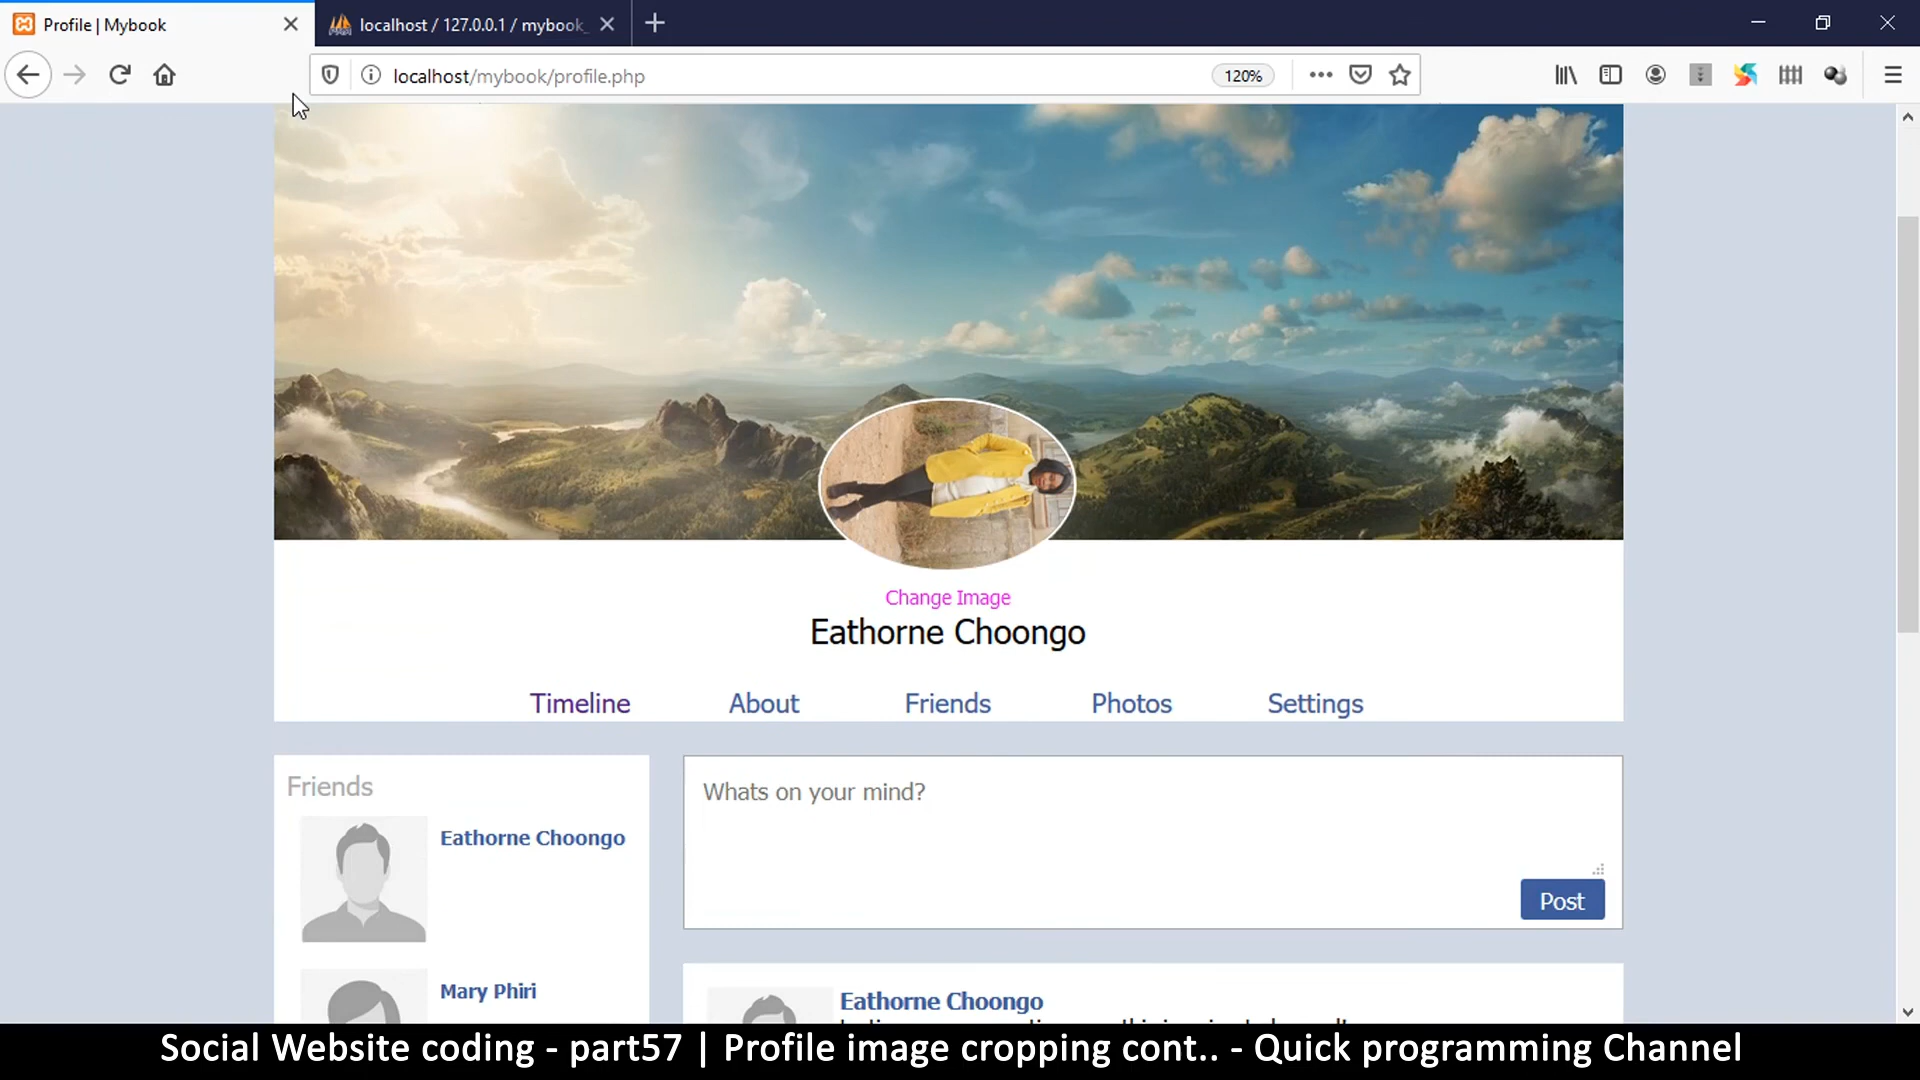 Profile | Mybook
localhost / 127.0.0.1 / mybook_
localhost/mybook/profile.php
120%
Change Image
Eathorne Choongo
Timeline
About
Friends
Photos
Settings
Friends
Eathorne Choongo
Mary Phiri
Whats on your mind?
Post
Eathorne Choongo
Social Website coding - part57 | Profile image cropping cont.. - Quick programming Channel